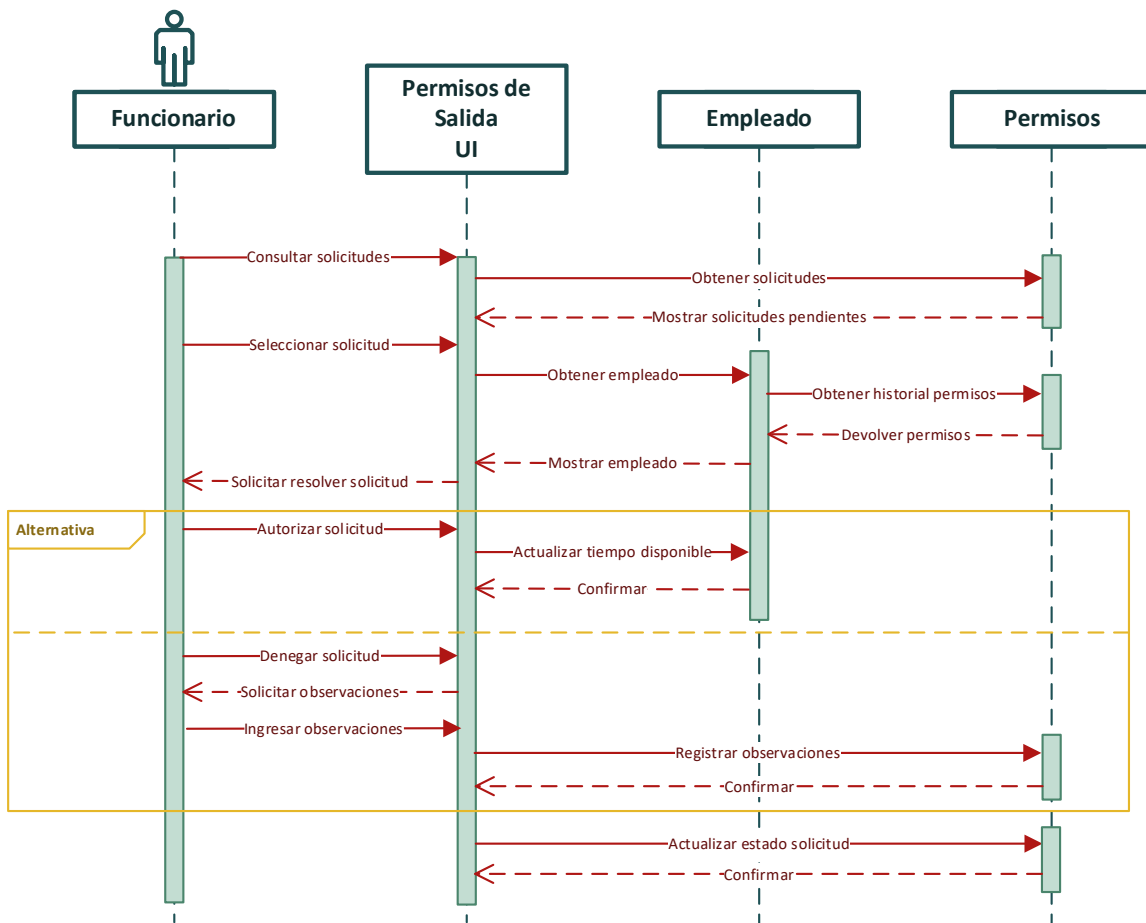 Funcionario
Permisos de
Salida
UI
Empleado
Permisos
Consultar solicitudes
Obtener solicitudes
Mostrar solicitudes pendientes
Seleccionar solicitud
Obtener empleado
Obtener historial permisos
Devolver permisos
Mostrar empleado
Solicitar resolver solicitud
Alternativa
Autorizar solicitud
Actualizar tiempo disponible
Confirmar
Denegar solicitud
Solicitar observaciones
Ingresar observaciones
Registrar observaciones
Confirmar
Actualizar estado solicitud
Confirmar